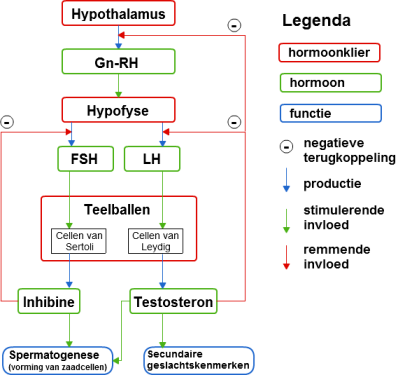 Hypothalamus
-
Gn-RH
Hypofyse
-
-
FSH
LH
Teelballen
Cellen van
Sertoli
Cellen van
Leydig
Inhibine
Testosteron
Spermatogenese
(vorming van zaadcellen)
Secundaire
geslachtskenmerken
Legenda
hormoonklier
hormoon
functie
-
negatieve
terugkoppeling
productie
stimulerende
invloed
remmende
invloed